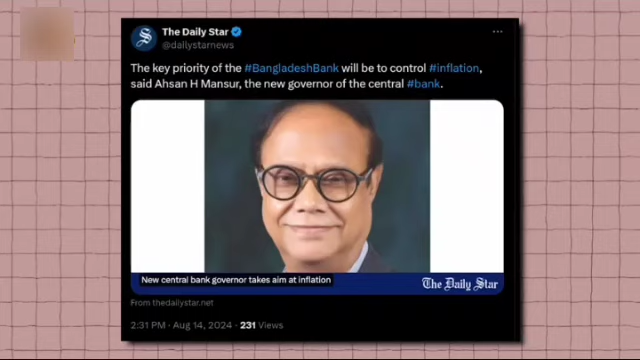 The Daily Star
@dailystarnews
The key priority of the #BangladeshBank will be to control #inflation,
said Ahsan H Mansur, the new governor of the central #bank.
New central bank governor takes aim at inflation
The Daily Star
From thedailystar.net
2:31 PM · Aug 14, 2024 · 231 Views